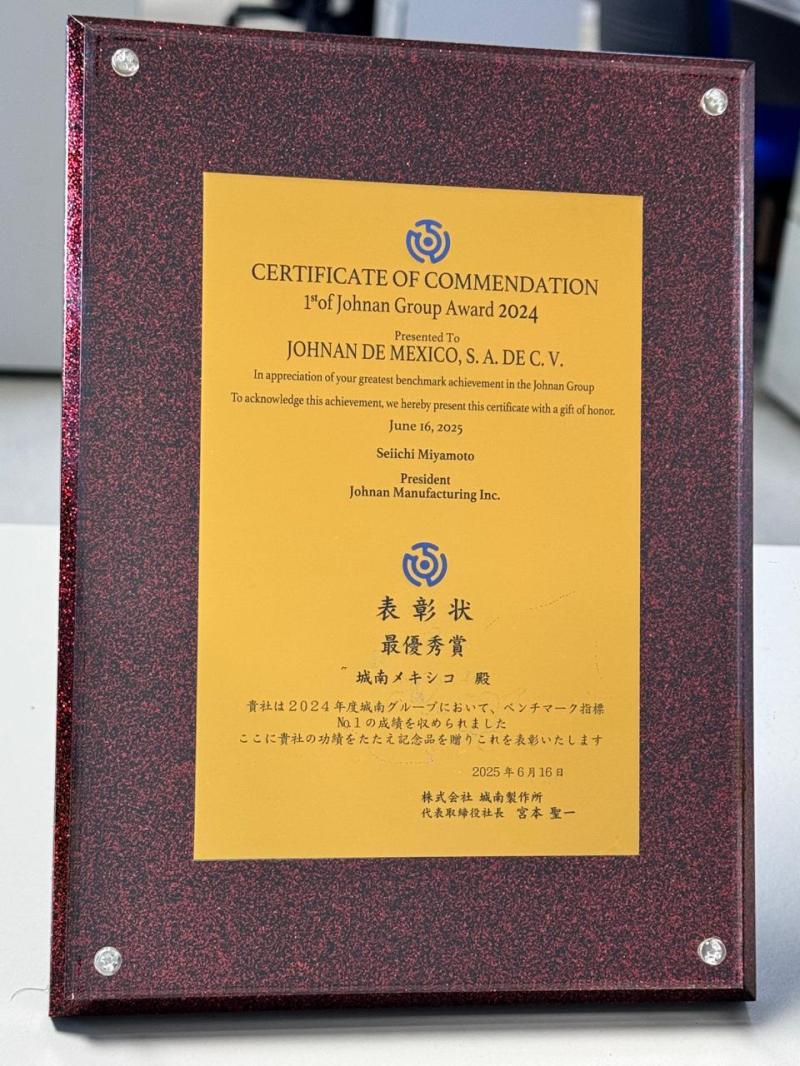 CERTIFICATE OF COMMENDATION
1st of Johnan Group Award 2024
Presented To
JOHNAN DE MEXICO, S. A. DE C. V.
In appreciation of your greatest benchmark achievement in the Johnan Group
To acknowledge this achievement, we hereby present this certificate with a gift of honor.
June 16, 2025
Seiichi Miyamoto
President
Johnan Manufacturing Inc.
表彰状
最優秀賞
城南メキシコ 殿
貴社は2024年度城南グループにおいて、ベンチマーク指標
No.1の成績を収められました
ここに貴社の功績をたたえ記念品を贈りこれを表彰いたします
2025年6月16日
株式会社 城南製作所
代表取締役社長 宮本 聖一